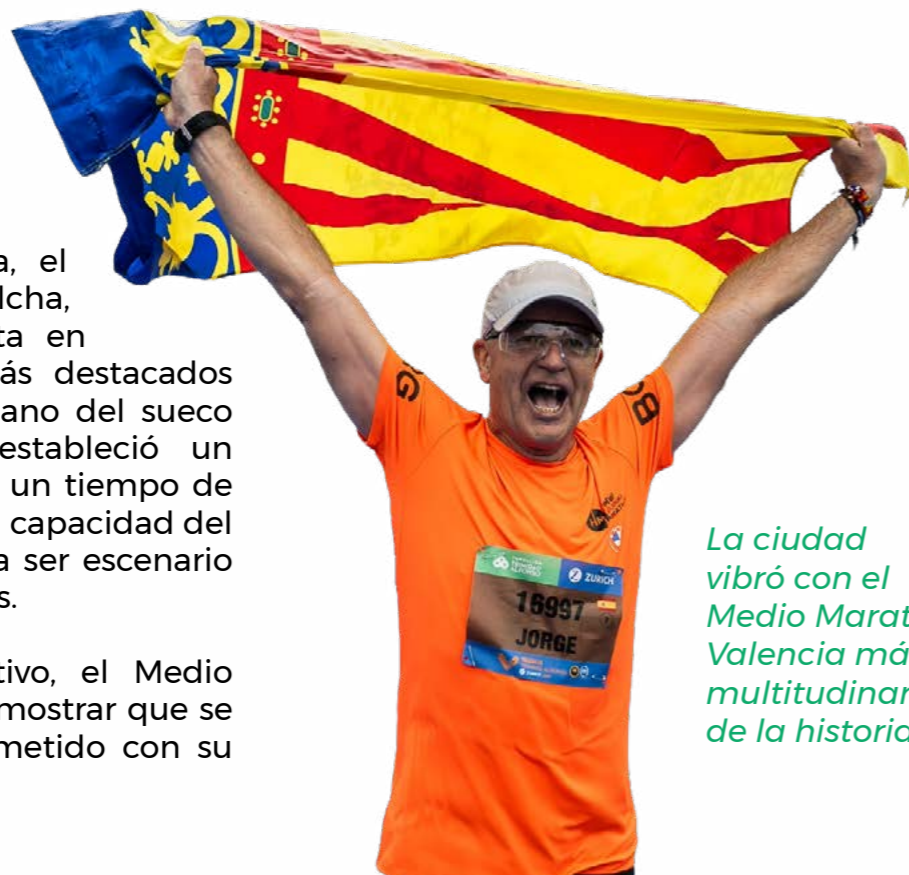 a, el
lcha,
ta en
ás destacados
ano del sueco
estableció un
un tiempo de
capacidad del
a ser escenario
s.
tivo, el Medio
mostrar que se
metido con su
La ciudad
vibró con el
Medio Marat
Valencia má
multitudinar
de la historia
TRINIDAD
ALFONSO
ZURICH
16997
JORGE